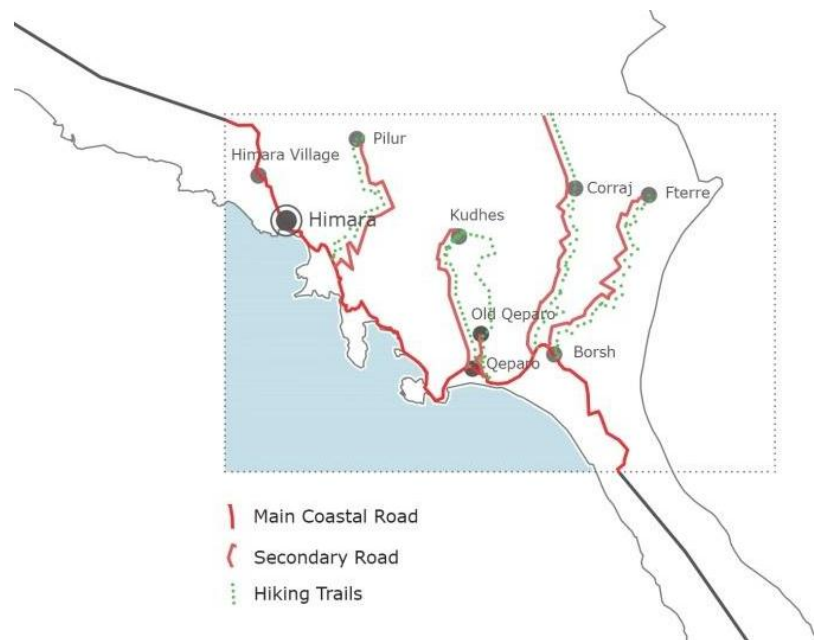 Pilur
Himara Village
Corraj
Fterre
Himara
Kudhes
Old Qeparo
Borsh
Qeparo
Main Coastal Road
Secondary Road
Hiking Trails